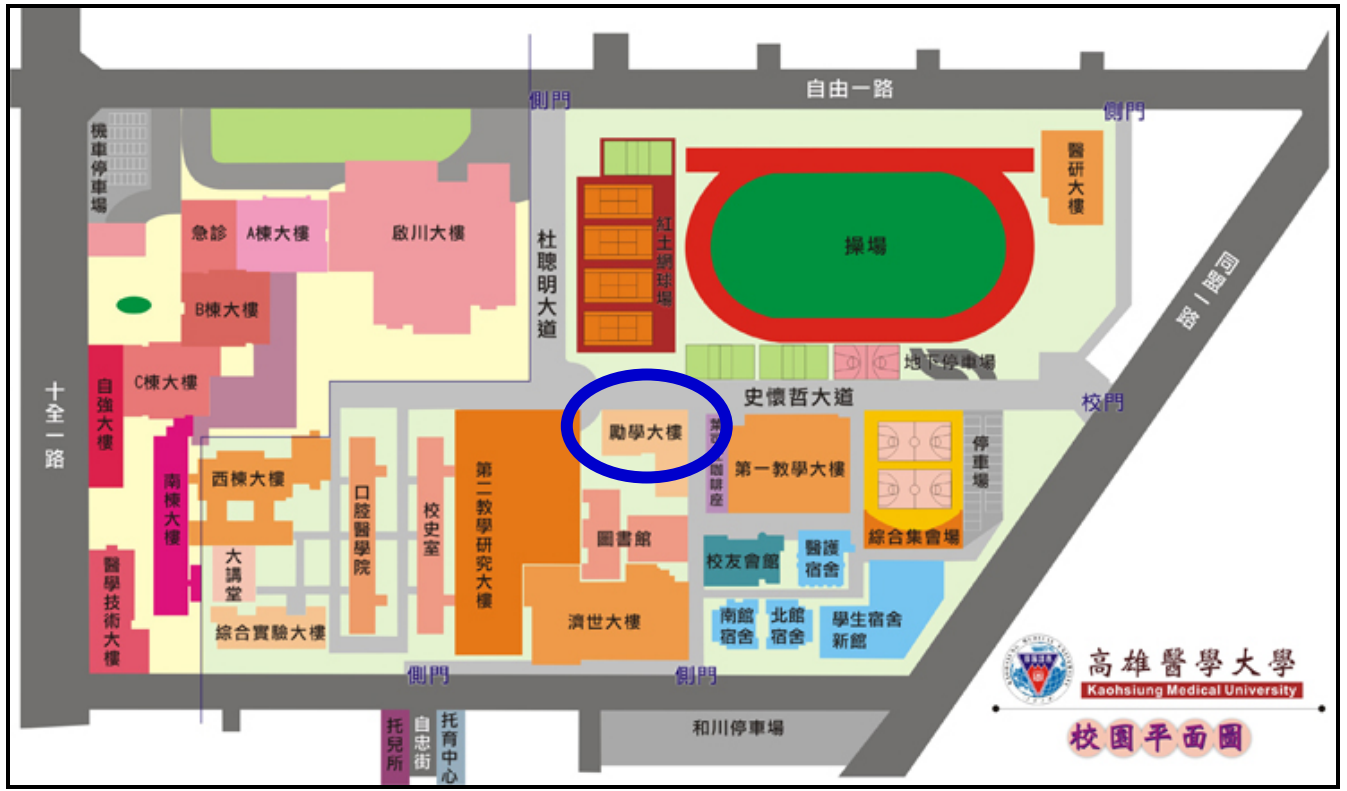 自由一路
側門
側門
機車停車場
醫研大樓
急診
A棟大樓
啟川大樓
杜聰明大道
紅土網球場
操場
同盟一路
B棟大樓
C棟大樓
自強大樓
十全一路
地下停車場
史懷哲大道
校門
勵學大樓
南棟大樓
西棟大樓
口腔醫學院
校史室
第二教學研究大樓
咖啡座
第一教學大樓
停車場
圖書館
綜合集會場
大講堂
校友會館
醫護
宿舍
醫學技術大樓
綜合實驗大樓
濟世大樓
南館
宿舍
北館
宿舍
學生宿舍
新館
側門
側門
托兒所
自忠街
托育中心
和川停車場
高雄醫學大學
Kaohsiung Medical University
校園平面圖